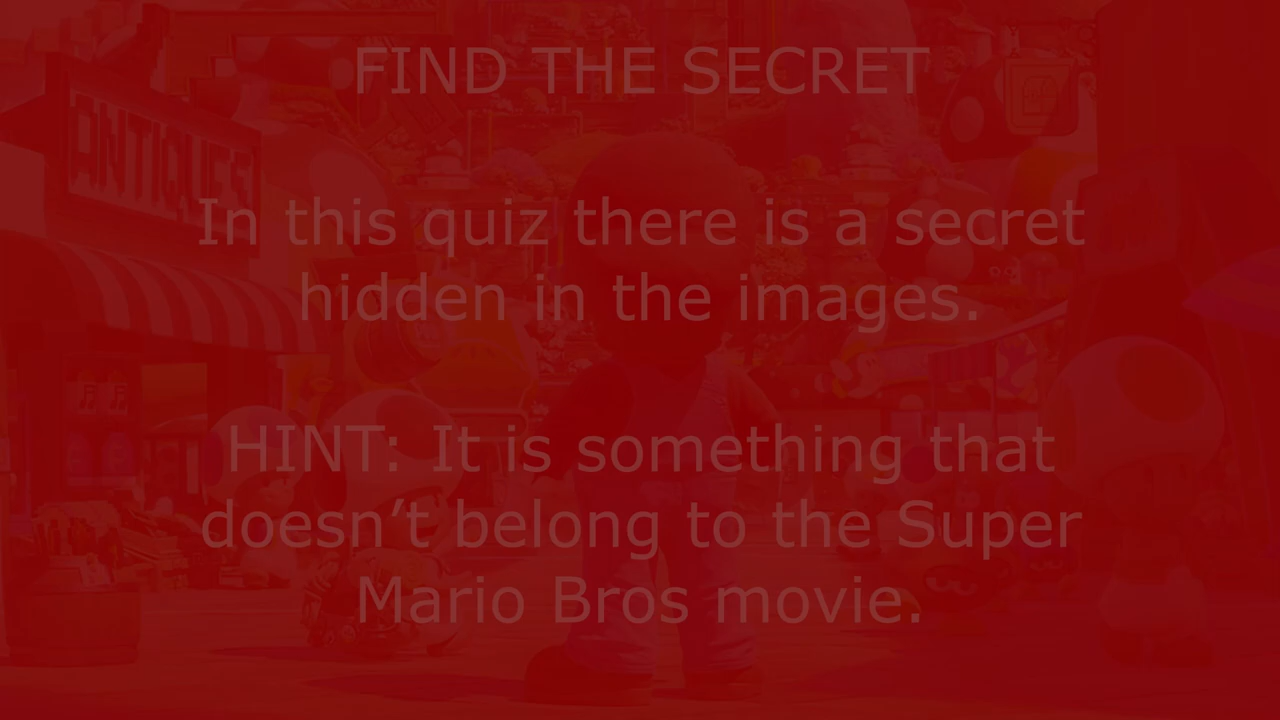 FIND THE SECRET
ANTIQUES
In this quiz there is a secret
hidden in the images.
HINT: It is something that
doesn’t belong to the Super
Mario Bros movie.